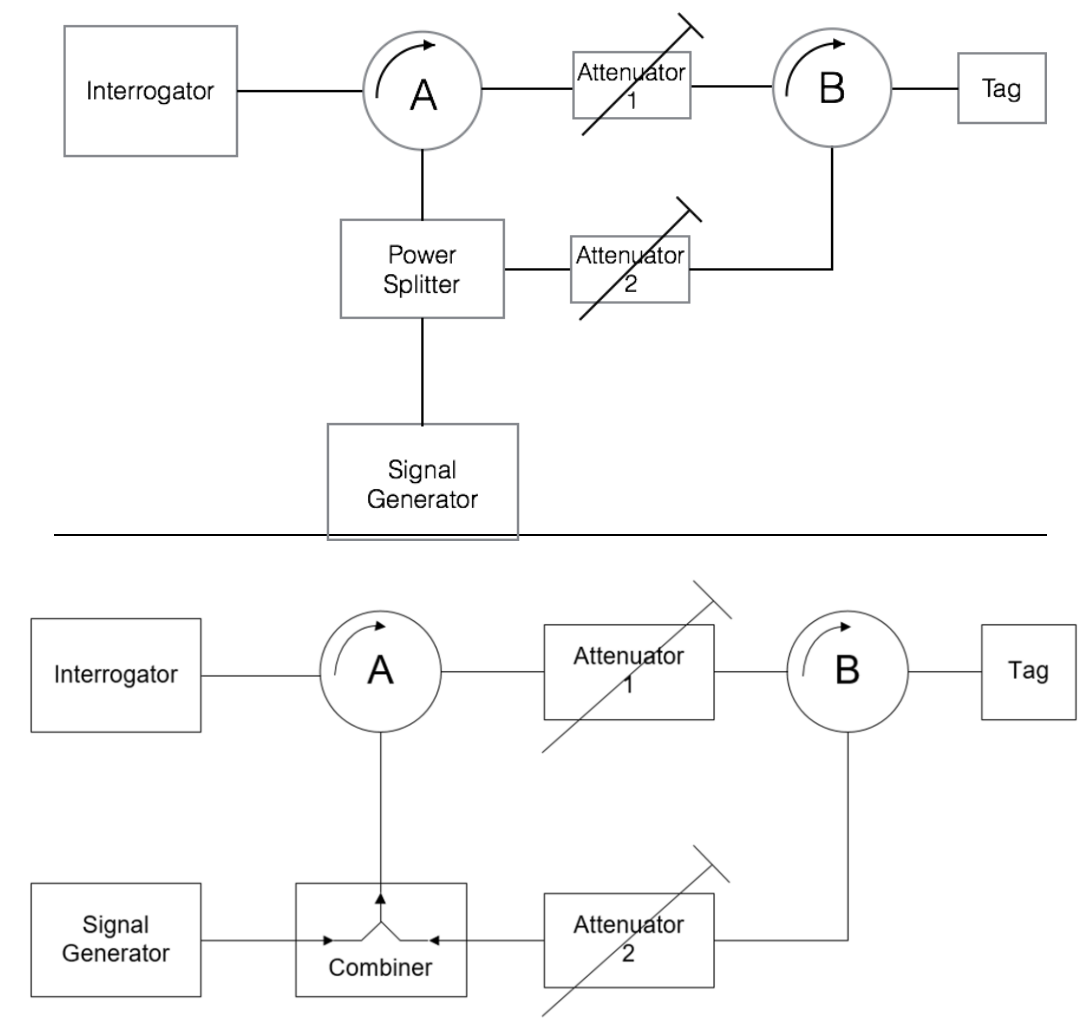 Interrogator
A
Attenuator
1
B
Tag
Power
Splitter
Attenuator
2
Signal
Generator
Interrogator
A
Attenuator
1
B
Tag
Signal
Generator
Combiner
Attenuator
2